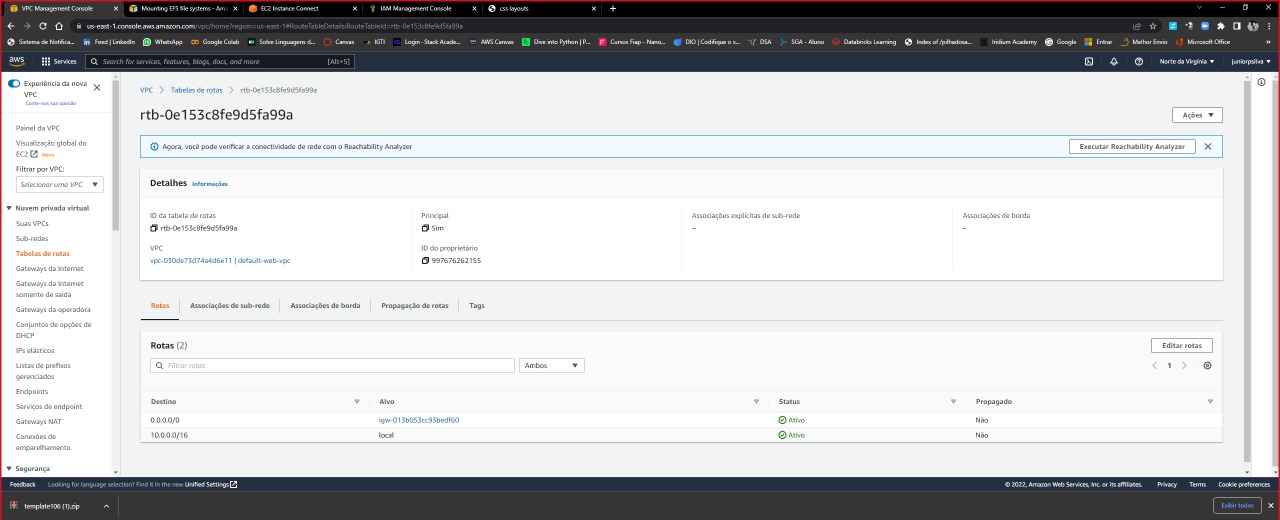 VPC Management Console
Mounting EFS file systems - Ama
EC2 Instance Connect
IAM Management Console
css layouts
us-east-1.console.aws.amazon.com/vpc/home?region=us-east-1#RouteTableDetails:RouteTableId=rtb-0e153c8fe9d5fa99a
Sistema de Notifica...
Feed | LinkedIn
WhatsApp
Google Colab
Solve Linguagens d...
Canvas
IGTI
Login · Stack Acade...
AWS Canvas
Dive into Python | P...
Cursos Fiap - Nano...
DIO | Codifique o s...
DSA
SGA - Aluno
Databricks Learning
Index of /pilhadosa...
Iridium Academy
Google
Entrar
Melhor Envio
Microsoft Office
aws
Services
Search for services, features, blogs, docs, and more
[Alt+S]
Norte da Virgínia
juniorpsilva
Experiência da nova
VPC
Conte-nos sua opinião
Painel da VPC
Visualização global do
EC2 Novo
Filtrar por VPC:
Selecionar uma VPC
Nuvem privada virtual
Suas VPCs
Sub-redes
Tabelas de rotas
Gateways da Internet
Gateways da Internet
somente de saída
Gateways da operadora
Conjuntos de opções de
DHCP
IPs elásticos
Listas de prefixos
gerenciados
Endpoints
Serviços de endpoint
Gateways NAT
Conexões de
emparelhamento
Segurança
VPC
Tabelas de rotas
rtb-0e153c8fe9d5fa99a
rtb-0e153c8fe9d5fa99a
Ações
Agora, você pode verificar a conectividade de rede com o Reachability Analyzer
Executar Reachability Analyzer
Detalhes Informações
ID da tabela de rotas
rtb-0e153c8fe9d5fa99a
Principal
Sim
Associações explícitas de sub-rede
–
Associações de borda
–
VPC
vpc-030de73d74a4d6e11 | default-web-vpc
ID do proprietário
997676262155
Rotas
Associações de sub-rede
Associações de borda
Propagação de rotas
Tags
Rotas (2)
Editar rotas
Filtrar rotas
Ambos
1
Destino Alvo Status Propagado
0.0.0.0/0 igw-013b053cc93bedf60 Ativo Não
10.0.0.0/16 local Ativo Não
Feedback
Looking for language selection? Find it in the new Unified Settings
© 2022, Amazon Web Services, Inc. or its affiliates.
Privacy
Terms
Cookie preferences
template106 (1).zip
Exibir todos